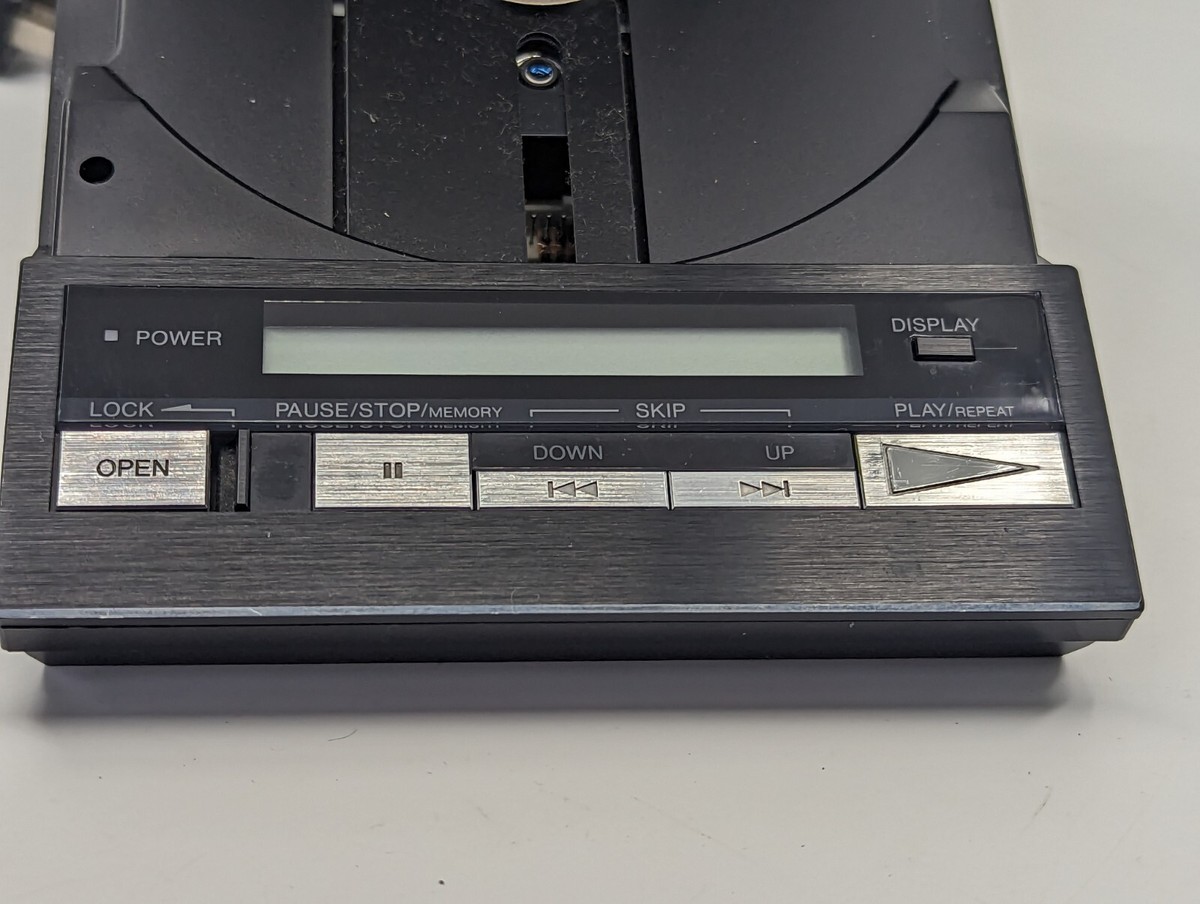 POWER
DISPLAY
LOCK PAUSE/STOP/MEMORY SKIP PLAY/REPEAT
OPEN DOWN UP